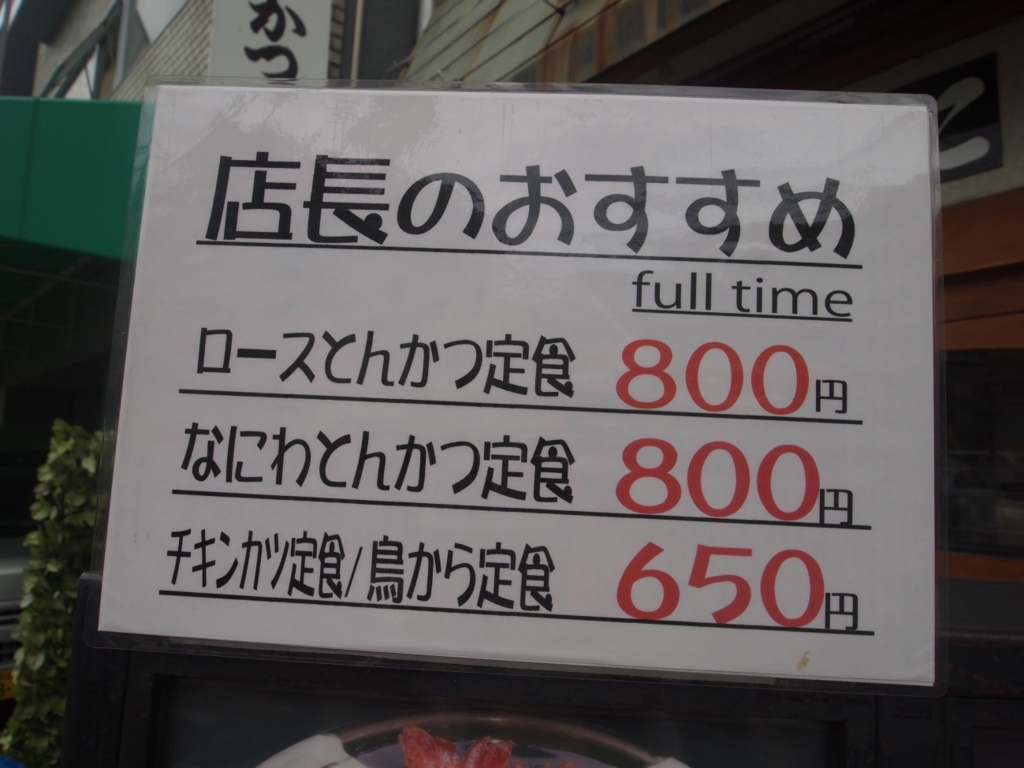 かつ
店長のおすすめ
full time
ロースとんかつ定食 800円
なにわとんかつ定食 800円
チキンカツ定食/鳥から定食 650円